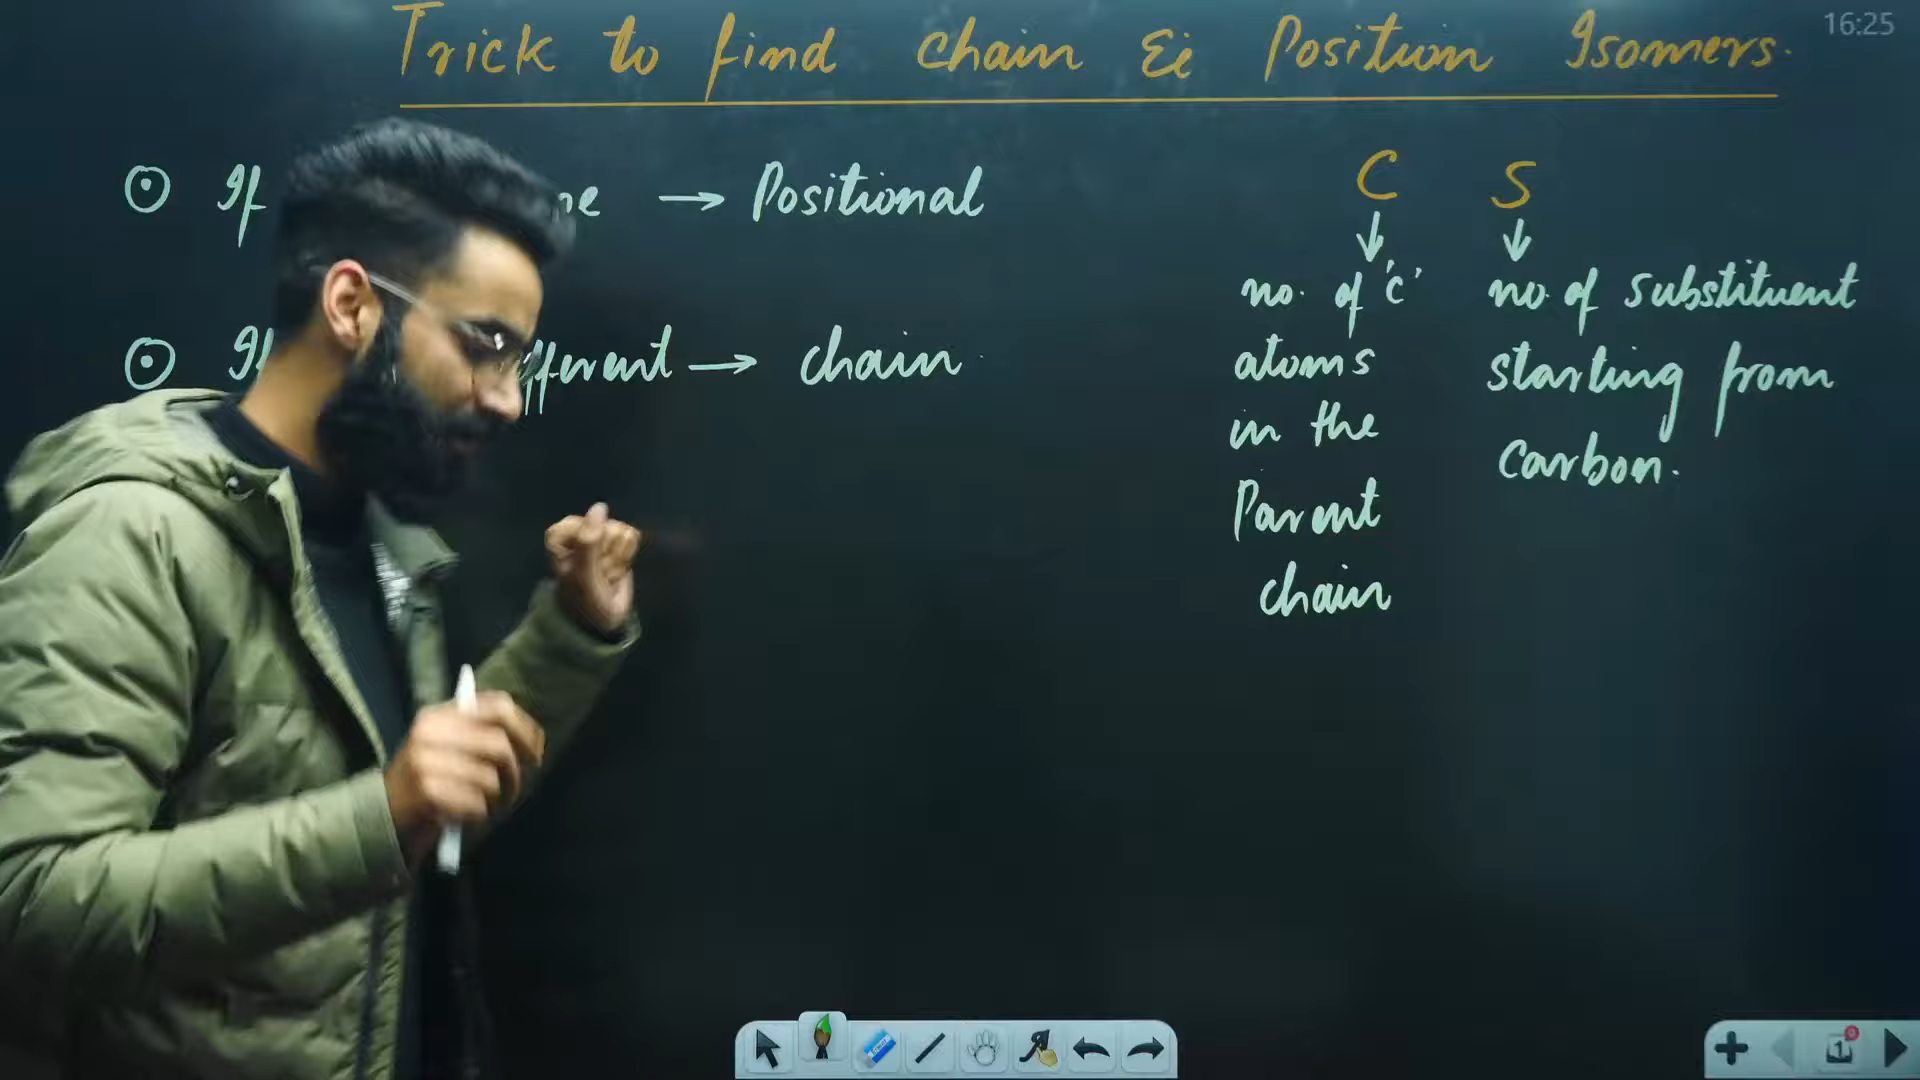 Trick to find chain & Position Isomers.
16:25
If → Positional
→ chain
C S
no. of 'c' atoms in the Parent chain
no. of substituent starting from carbon.